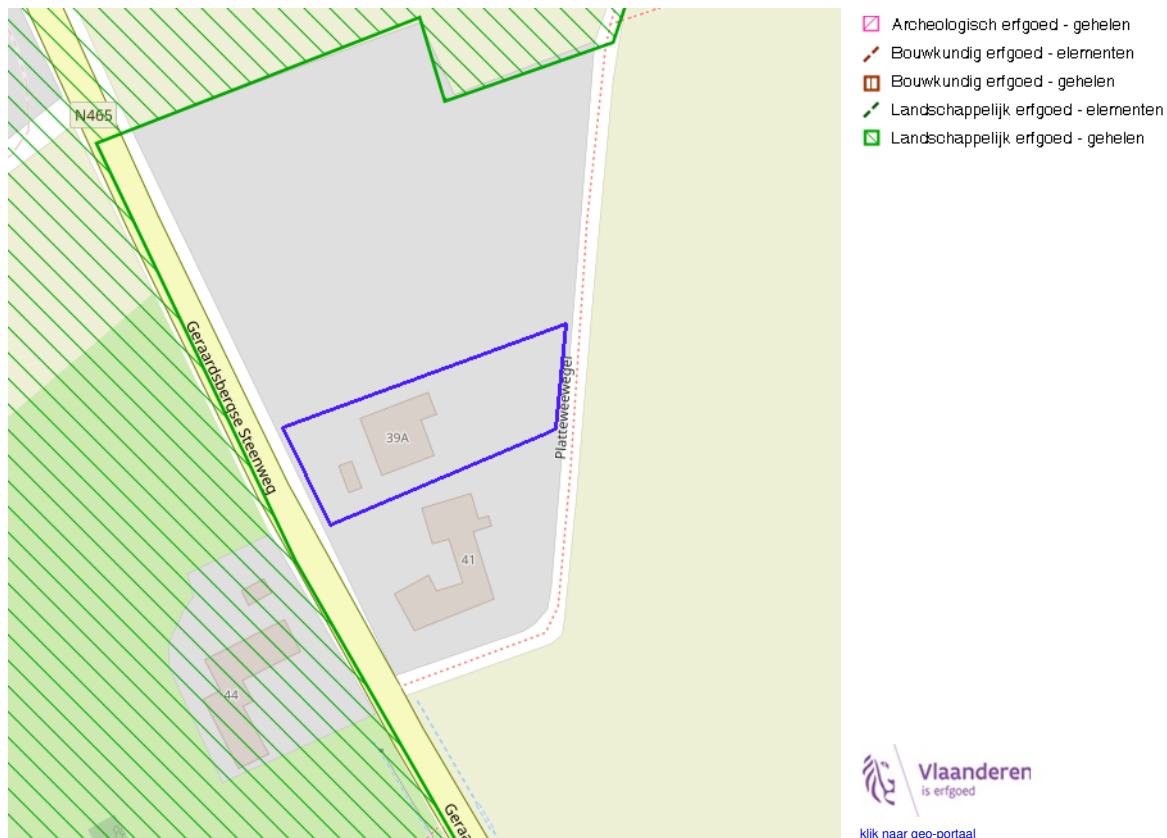 N465
Geraardsbergse Steenweg
39A
Platteweeweger
41
44
Geraa
Archeologisch erfgoed - gehelen
Bouwkundig erfgoed - elementen
Bouwkundig erfgoed - gehelen
Landschappelijk erfgoed - elementen
Landschappelijk erfgoed - gehelen
Vlaanderen
is erfgoed
klik naar geo-portaal